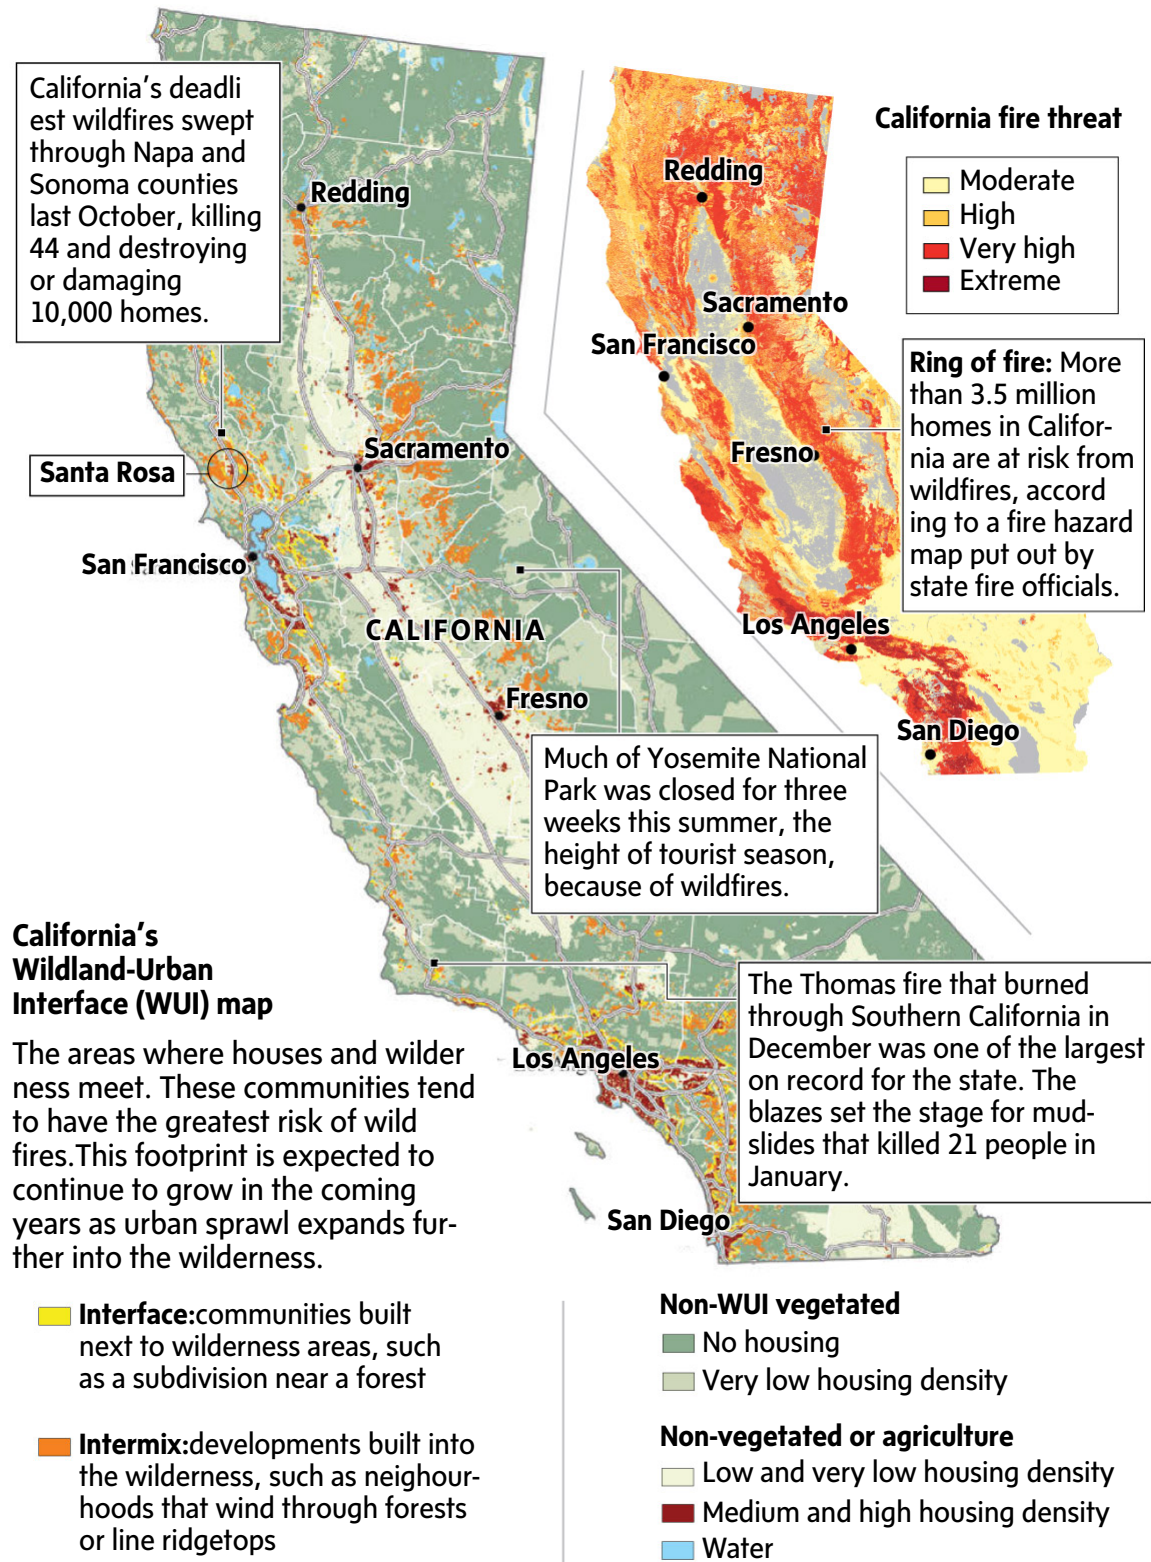 California's deadli
est wildfires swept
through Napa and
Sonoma counties
last October, killing
44 and destroying
or damaging
10,000 homes.
Redding
Sacramento
Santa Rosa
San Francisco
CALIFORNIA
Fresno
Much of Yosemite National
Park was closed for three
weeks this summer, the
height of tourist season,
because of wildfires.
The Thomas fire that burned
through Southern California in
December was one of the largest
on record for the state. The
blazes set the stage for mud-
slides that killed 21 people in
January.
Los Angeles
San Diego
California fire threat
Moderate
High
Very high
Extreme
Redding
Sacramento
San Francisco
Fresno
Los Angeles
San Diego
Ring of fire: More
than 3.5 million
homes in Califor-
nia are at risk from
wildfires, accord
ing to a fire hazard
map put out by
state fire officials.
California's
Wildland-Urban
Interface (WUI) map
The areas where houses and wilder
ness meet. These communities tend
to have the greatest risk of wild
fires.This footprint is expected to
continue to grow in the coming
years as urban sprawl expands fur-
ther into the wilderness.
Interface:communities built
next to wilderness areas, such
as a subdivision near a forest
Intermix:developments built into
the wilderness, such as neighour-
hoods that wind through forests
or line ridgetops
Non-WUI vegetated
No housing
Very low housing density
Non-vegetated or agriculture
Low and very low housing density
Medium and high housing density
Water